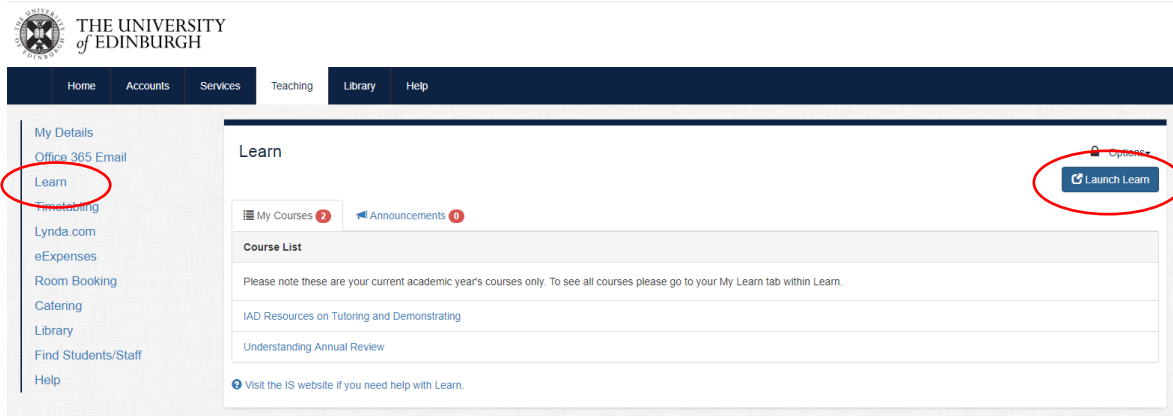 THE UNIVERSITY
of EDINBURGH
Home Accounts Services Teaching Library Help
My Details
Office 365 Email
Learn
Timetabling
Lynda.com
eExpenses
Room Booking
Catering
Library
Find Students/Staff
Help
Learn
Options
Launch Learn
My Courses 2 Announcements 0
Course List
Please note these are your current academic year's courses only. To see all courses please go to your My Learn tab within Learn.
IAD Resources on Tutoring and Demonstrating
Understanding Annual Review
Visit the IS website if you need help with Learn.